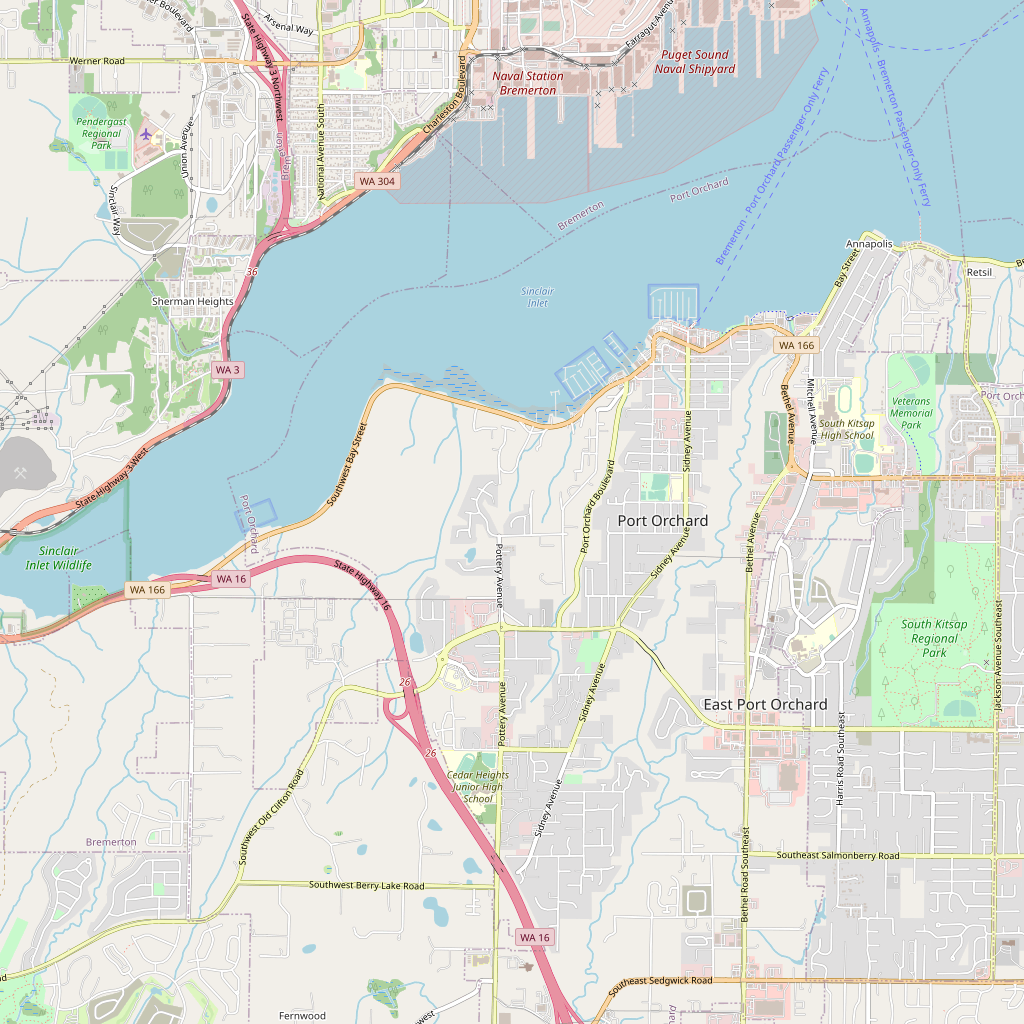 Arsenal Way
State Highway 3 Northwest
Werner Road
Farragut Avenue
Puget Sound
Naval Shipyard
Naval Station
Bremerton
Charleston Boulevard
Pendergast
Regional
Park
Union Avenue
National Avenue South
Bremerton
Sinclair Way
WA 304
Bremerton
Port Orchard
Annapolis - Bremerton Passenger-Only Ferry
Bremerton - Port Orchard Passenger-Only Ferry
36
Annapolis
Retsil
Bay Street
Sherman Heights
Sinclair
Inlet
WA 166
WA 3
Mitchell Avenue
Bethel Avenue
Veterans
Memorial
Park
South Kitsap
High School
Sidney Avenue
Southwest Bay Street
State Highway 3 West
Port Orchard
Port Orchard Boulevard
Port Orchard
Bethel Avenue
Sidney Avenue
Sinclair
Inlet Wildlife
WA 166
WA 16
State Highway 16
Pottery Avenue
South Kitsap
Regional
Park
Jackson Avenue Southeast
26
Sidney Avenue
Pottery Avenue
East Port Orchard
26
Harris Road Southeast
Cedar Heights
Junior High
School
Sidney Avenue
Southwest Old Clifton Road
Bremerton
Southeast Salmonberry Road
Bethel Road Southeast
Southwest Berry Lake Road
WA 16
Southeast Sedgwick Road
Fernwood